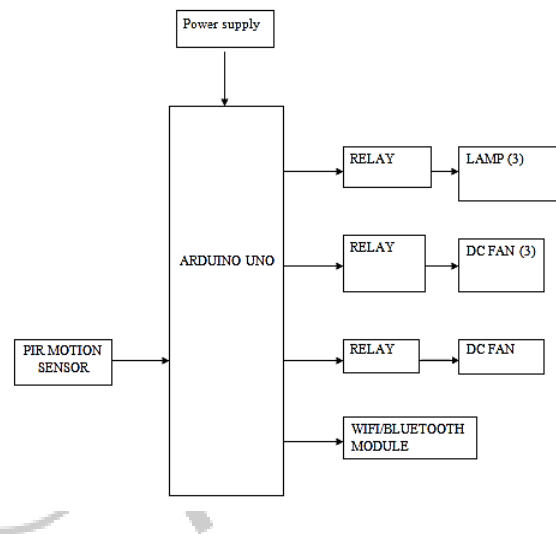 Power supply
RELAY
LAMP (3)
ARDUINO UNO
RELAY
DC FAN (3)
PIR MOTION
SENSOR
RELAY
DC FAN
WIFI/BLUETOOTH
MODULE